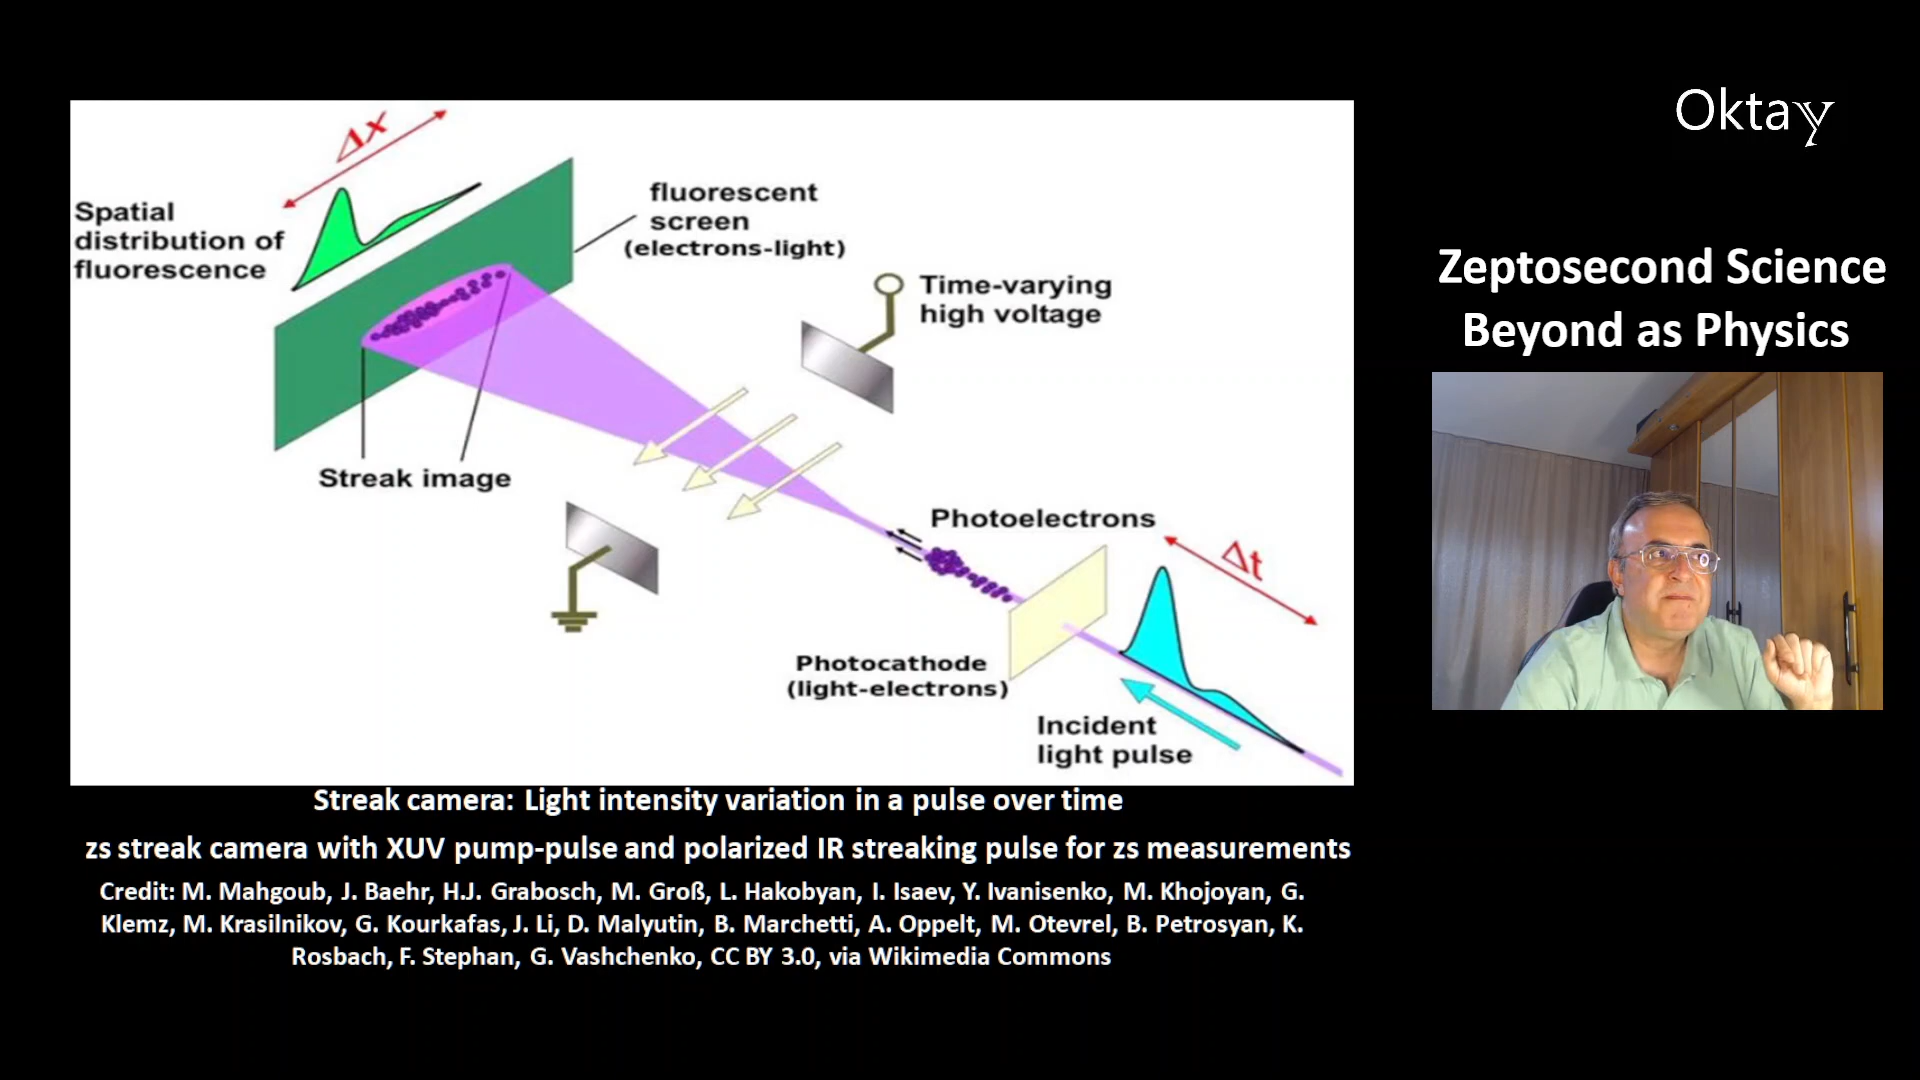 Oktay
Zeptosecond Science
Beyond as Physics
Δx
Spatial
distribution of
fluorescence
fluorescent
screen
(electrons-light)
Time-varying
high voltage
Streak image
Photoelectrons
Δt
Photocathode
(light-electrons)
Incident
light pulse
Streak camera: Light intensity variation in a pulse over time
zs streak camera with XUV pump-pulse and polarized IR streaking pulse for zs measurements
Credit: M. Mahgoub, J. Baehr, H.J. Grabosch, M. Groß, L. Hakobyan, I. Isaev, Y. Ivanisenko, M. Khojoyan, G.
Klemz, M. Krasilnikov, G. Kourkafas, J. Li, D. Malyutin, B. Marchetti, A. Oppelt, M. Otevrel, B. Petrosyan, K.
Rosbach, F. Stephan, G. Vashchenko, CC BY 3.0, via Wikimedia Commons